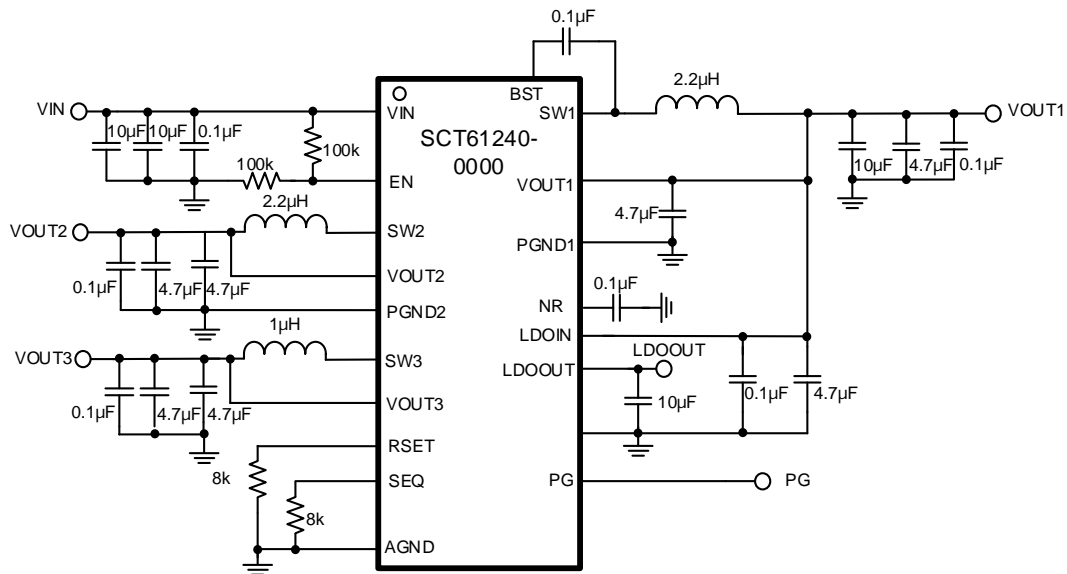 0.1µF
2.2µH
VIN
BST
VIN
SW1
VOUT1
10µF
10µF
0.1µF
SCT61240-
0000
100k
100k
10µF
4.7µF
0.1µF
EN
VOUT1
2.2µH
4.7µF
VOUT2
SW2
PGND1
VOUT2
0.1µF
4.7µF
4.7µF
0.1µF
NR
PGND2
1µH
LDOIN
VOUT3
SW3
LDOOUT
LDOOUT
0.1µF
4.7µF
4.7µF
VOUT3
10µF
0.1µF
4.7µF
RSET
8k
SEQ
PG
PG
8k
AGND